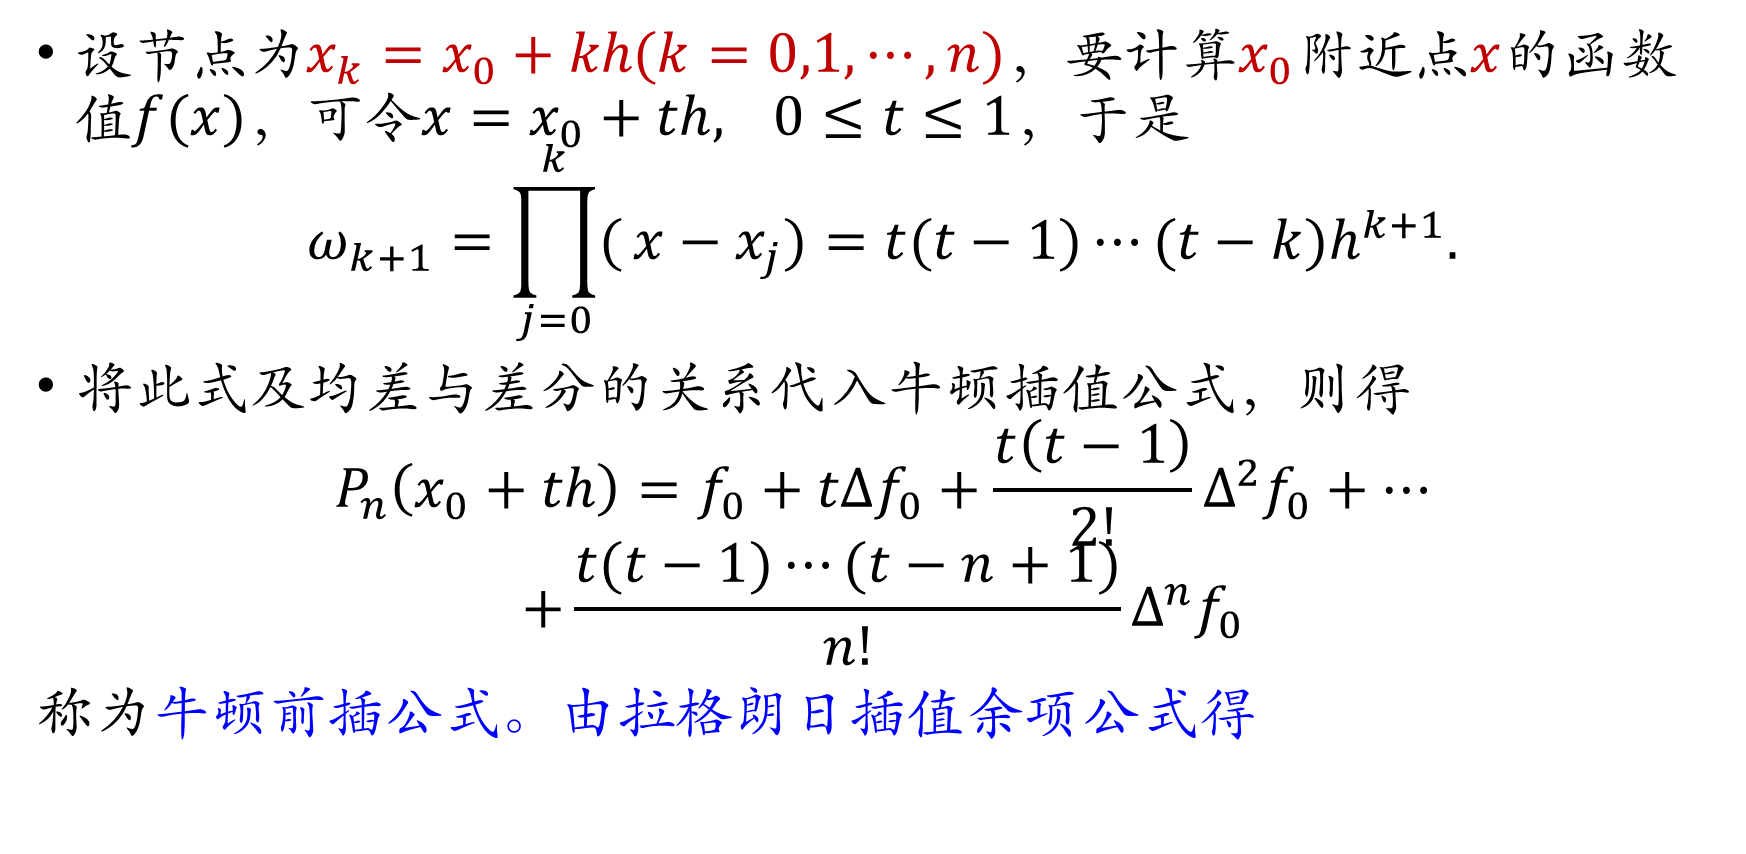 • 设节点为x_k = x_0 + kh(k = 0,1,⋯,n)，要计算x_0附近点x的函数
值f(x)，可令x = x_0 + th, 0 ≤ t ≤ 1，于是
ω_{k+1} = ∏_{j=0}^{k}(x − x_j) = t(t − 1)⋯(t − k)h^{k+1}.
• 将此式及均差与差分的关系代入牛顿插值公式，则得
P_n(x_0 + th) = f_0 + tΔf_0 + \frac{t(t − 1)}{2!}Δ^2f_0 + ⋯
+ \frac{t(t − 1)⋯(t − n + 1)}{n!}Δ^nf_0
称为牛顿前插公式。由拉格朗日插值余项公式得